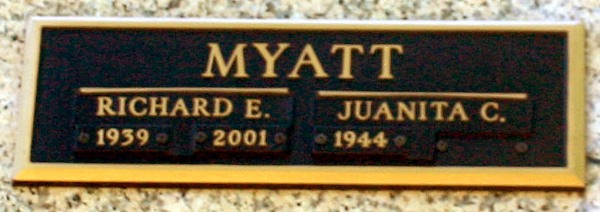 MYATT
RICHARD E. JUANITA C.
1939 2001 1944